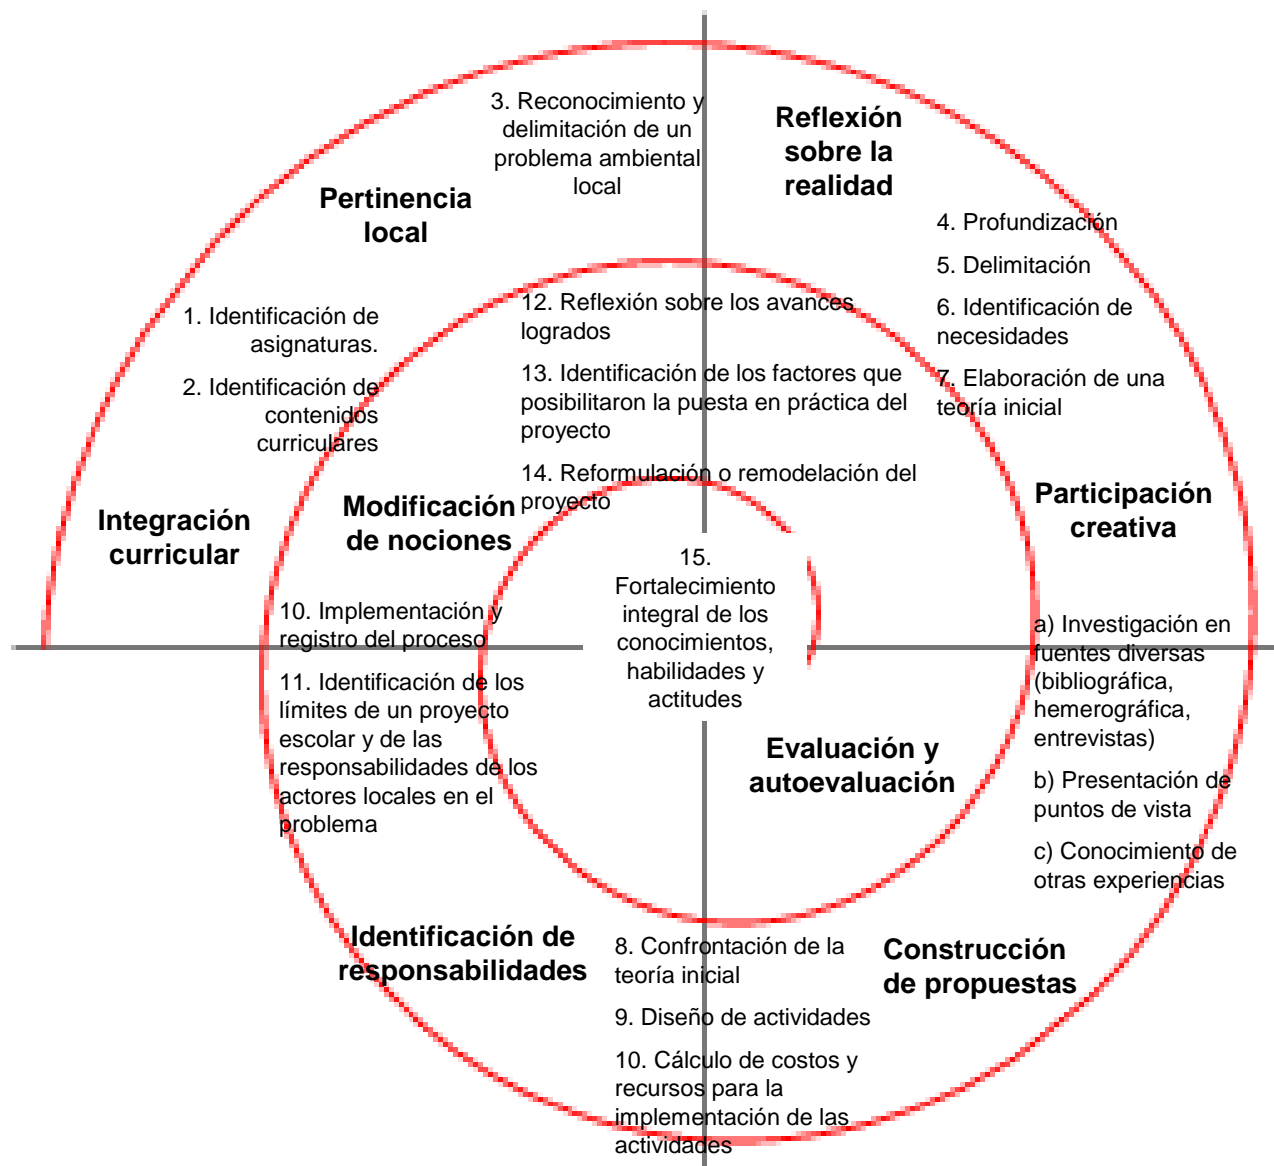 3. Reconocimiento y
delimitación de un
problema ambiental
local
Reflexión
sobre la
realidad
Pertinencia
local
4. Profundización
5. Delimitación
6. Identificación de
necesidades
7. Elaboración de una
teoría inicial
1. Identificación de
asignaturas.
2. Identificación de
contenidos
curriculares
12. Reflexión sobre los avances
logrados
13. Identificación de los factores que
posibilitaron la puesta en práctica del
proyecto
14. Reformulación o remodelación del
proyecto
Integración
curricular
Modificación
de nociones
Participación
creativa
15.
Fortalecimiento
integral de los
conocimientos,
habilidades y
actitudes
10. Implementación y
registro del proceso
11. Identificación de los
límites de un proyecto
escolar y de las
responsabilidades de los
actores locales en el
problema
a) Investigación en
fuentes diversas
(bibliográfica,
hemerográfica,
entrevistas)
b) Presentación de
puntos de vista
c) Conocimiento de
otras experiencias
Evaluación y
autoevaluación
Identificación de
responsabilidades
8. Confrontación de la
teoría inicial
9. Diseño de actividades
10. Cálculo de costos y
recursos para la
implementación de las
actividades
Construcción
de propuestas